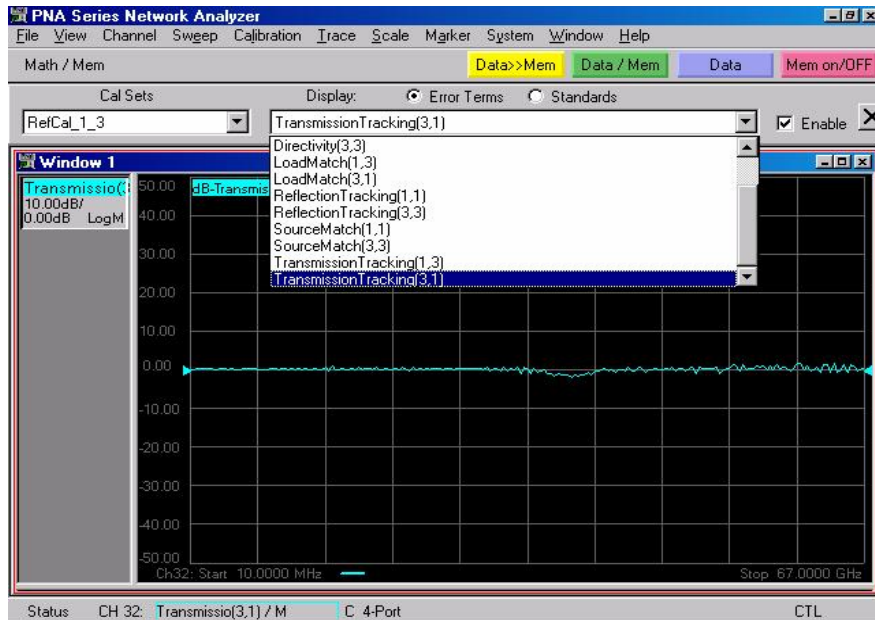 PNA Series Network Analyzer
File View Channel Sweep Calibration Trace Scale Marker System Window Help
Math / Mem Data>>Mem Data / Mem Data Mem on/OFF
Cal Sets Display: Error Terms Standards
RefCal_1_3 TransmissionTracking(3,1) Enable X
Directivity(3,3)
LoadMatch(1,3)
LoadMatch(3,1)
ReflectionTracking(1,1)
ReflectionTracking(3,3)
SourceMatch(1,1)
SourceMatch(3,3)
TransmissionTracking(1,3)
TransmissionTracking(3,1)
Window 1
Transmissio(3
10.00dB/
0.00dB LogM
50.00 dB-Transmis
40.00
30.00
20.00
10.00
0.00
-10.00
-20.00
-30.00
-40.00
-50.00
Ch32: Start 10.0000 MHz Stop 67.0000 GHz
Status CH 32: Transmissio(3,1) / M C 4-Port CTL